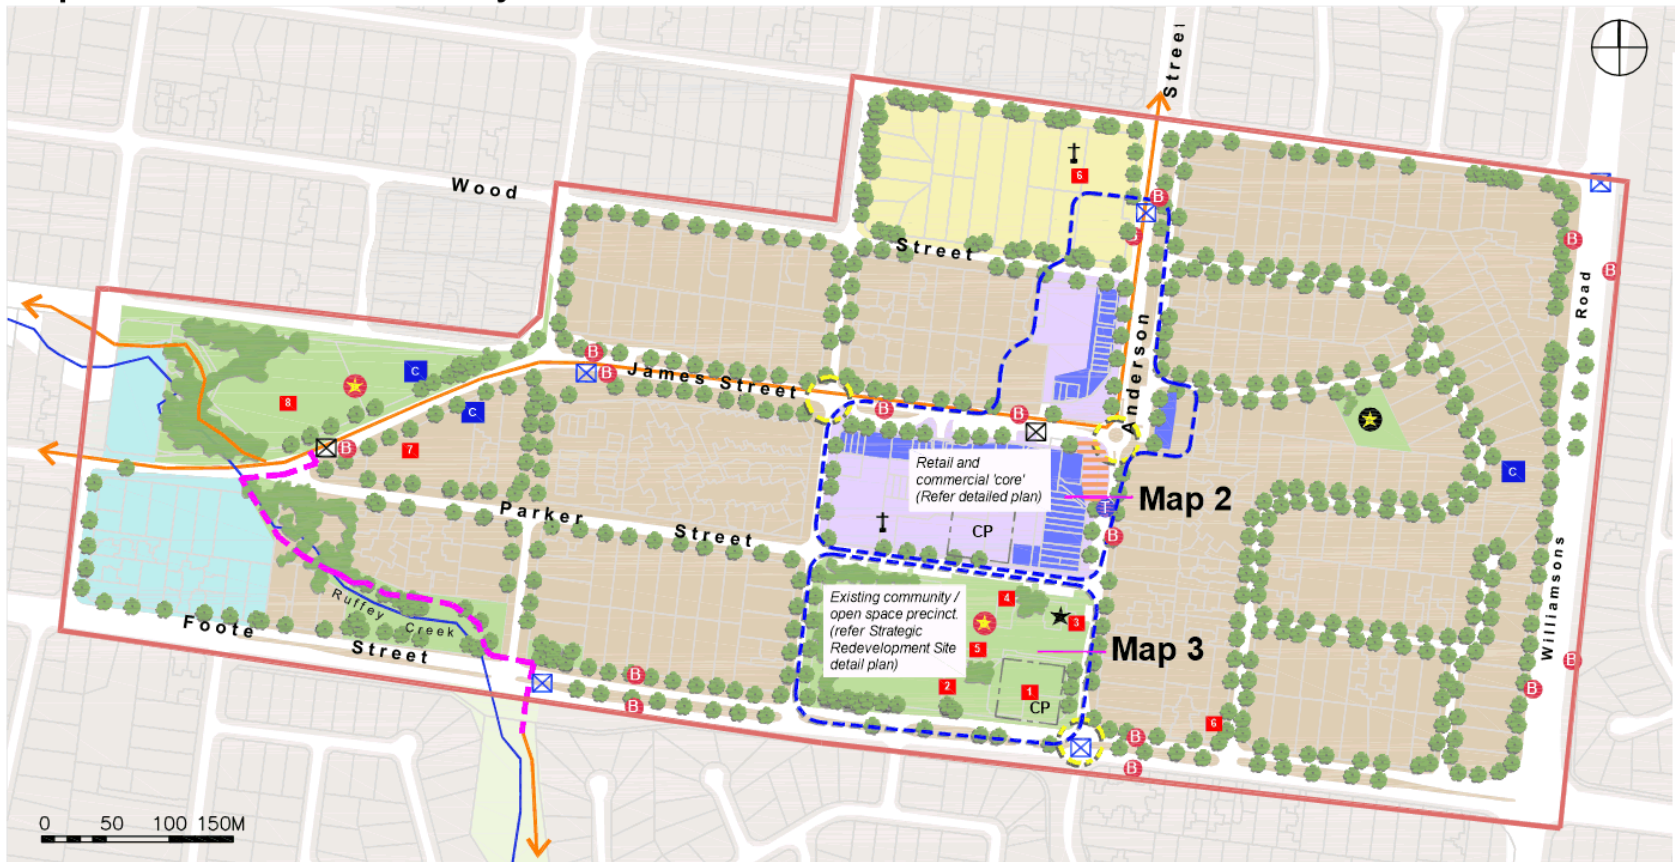 Street
Wood
6
B
Street
B
B
Road
C
B
B
James Street
B
8
C
B
B
Anderson
7
B
C
Retail and
commercial 'core'
(Refer detailed plan)
Map 2
Parker
Street
CP
B
Ruffey
Creek
Existing community /
open space precinct.
(refer Strategic
Redevelopment Site
detail plan)
4
3
5
Map 3
Williamsons
Foote
Street
B
B
2
1
CP
B
B
6
B
B
0 50 100 150M